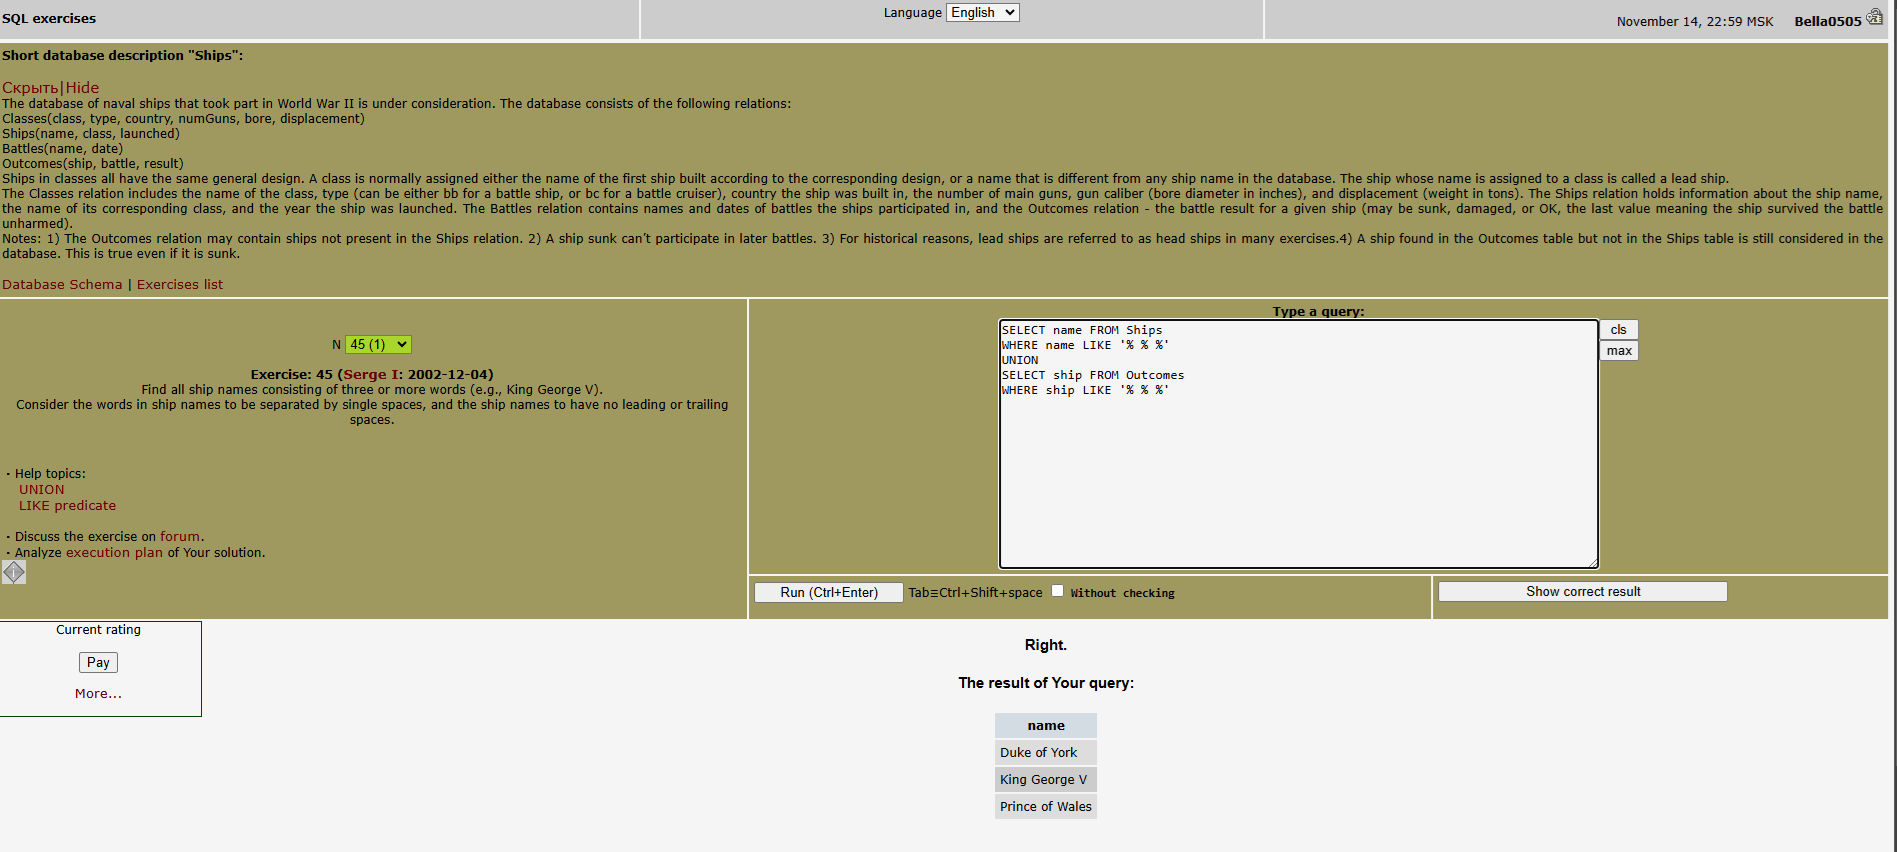 SQL exercises
Language English
November 14, 22:59 MSK Bella0505
Short database description "Ships":
Скрыть|Hide
The database of naval ships that took part in World War II is under consideration. The database consists of the following relations:
Classes(class, type, country, numGuns, bore, displacement)
Ships(name, class, launched)
Battles(name, date)
Outcomes(ship, battle, result)
Ships in classes all have the same general design. A class is normally assigned either the name of the first ship built according to the corresponding design, or a name that is different from any ship name in the database. The ship whose name is assigned to a class is called a lead ship.
The Classes relation includes the name of the class, type (can be either bb for a battle ship, or bc for a battle cruiser), country the ship was built in, the number of main guns, gun caliber (bore diameter in inches), and displacement (weight in tons). The Ships relation holds information about the ship name,
the name of its corresponding class, and the year the ship was launched. The Battles relation contains names and dates of battles the ships participated in, and the Outcomes relation - the battle result for a given ship (may be sunk, damaged, or OK, the last value meaning the ship survived the battle
unharmed).
Notes: 1) The Outcomes relation may contain ships not present in the Ships relation. 2) A ship sunk can't participate in later battles. 3) For historical reasons, lead ships are referred to as head ships in many exercises.4) A ship found in the Outcomes table but not in the Ships table is still considered in the
database. This is true even if it is sunk.
Database Schema | Exercises list
N 45 (1)
Exercise: 45 (Serge I: 2002-12-04)
Find all ship names consisting of three or more words (e.g., King George V).
Consider the words in ship names to be separated by single spaces, and the ship names to have no leading or trailing
spaces.
· Help topics:
UNION
LIKE predicate
· Discuss the exercise on forum.
· Analyze execution plan of Your solution.
Type a query:
SELECT name FROM Ships
WHERE name LIKE '% % %'
UNION
SELECT ship FROM Outcomes
WHERE ship LIKE '% % %'
cls
max
Run (Ctrl+Enter) Tab≡Ctrl+Shift+space Without checking
Show correct result
Current rating
Pay
More...
Right.
The result of Your query:
name
Duke of York
King George V
Prince of Wales